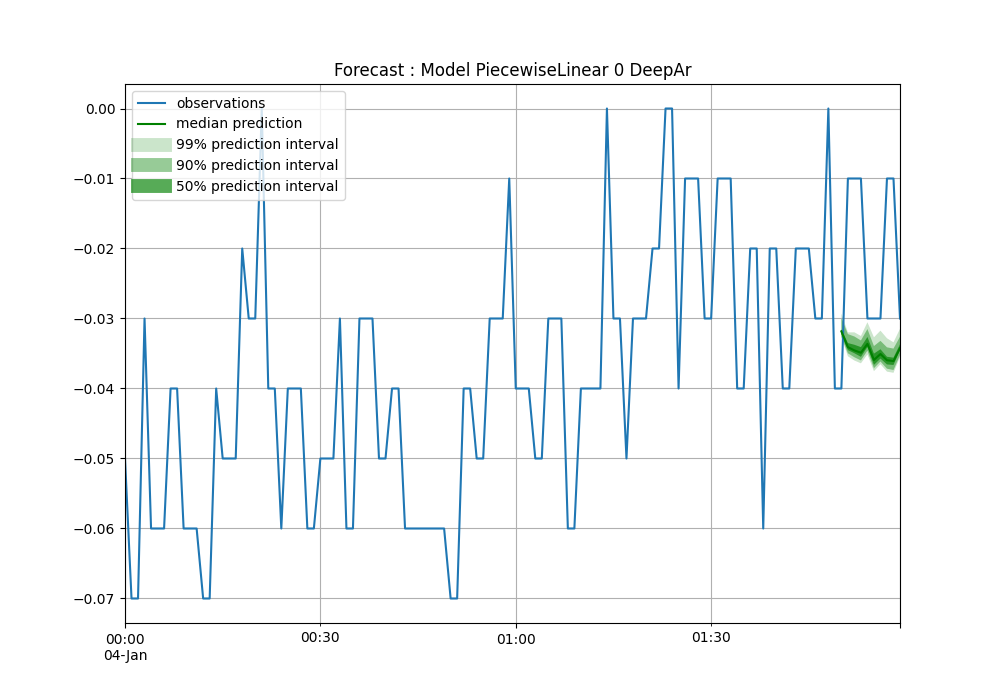 Forecast : Model PiecewiseLinear 0 DeepAr
observations
median prediction
99% prediction interval
90% prediction interval
50% prediction interval
0.00
−0.01
−0.02
−0.03
−0.04
−0.05
−0.06
−0.07
00:00
04-Jan
00:30
01:00
01:30